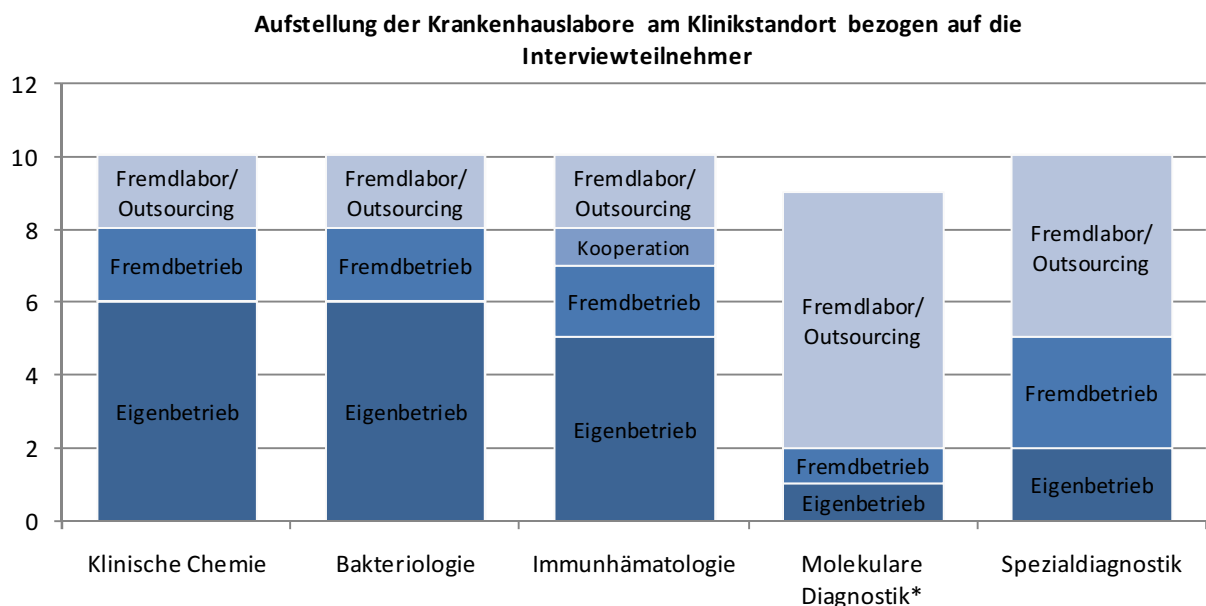 Aufstellung der Krankenhauslabore am Klinikstandort bezogen auf die
Interviewteilnehmer
12
10
8
6
4
2
0
Fremdlabor/
Outsourcing
Fremdbetrieb
Eigenbetrieb
Fremdlabor/
Outsourcing
Fremdbetrieb
Eigenbetrieb
Fremdlabor/
Outsourcing
Kooperation
Fremdbetrieb
Eigenbetrieb
Fremdlabor/
Outsourcing
Fremdbetrieb
Eigenbetrieb
Fremdlabor/
Outsourcing
Fremdbetrieb
Eigenbetrieb
Klinische Chemie
Bakteriologie
Immunhämatologie
Molekulare
Diagnostik*
Spezialdiagnostik